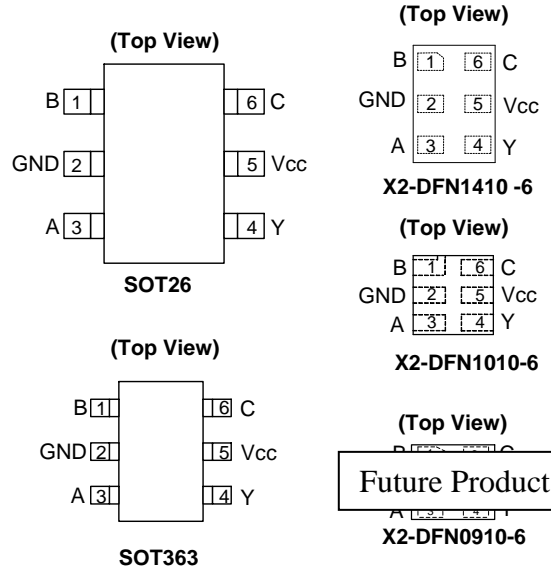 (Top View)
B 1 6 C
GND 2 5 Vcc
A 3 4 Y
SOT26
(Top View)
B 1 6 C
GND 2 5 Vcc
A 3 4 Y
SOT363
(Top View)
B 1 6 C
GND 2 5 Vcc
A 3 4 Y
X2-DFN1410 -6
(Top View)
B 1 6 C
GND 2 5 Vcc
A 3 4 Y
X2-DFN1010-6
(Top View)
Future Product
A 3 4
X2-DFN0910-6